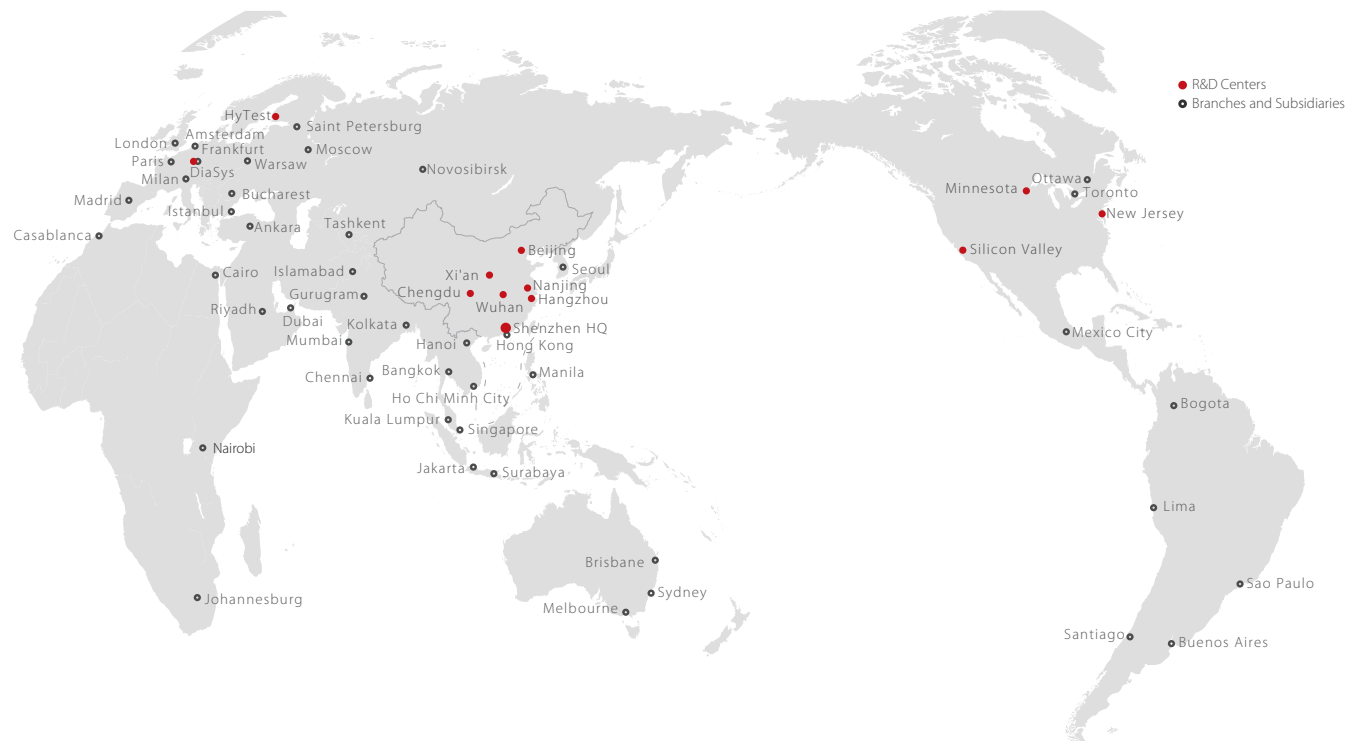 R&D Centers
Branches and Subsidiaries
HyTest
Saint Petersburg
Amsterdam
London
Frankfurt
Moscow
Paris
Warsaw
DiaSys
Milan
Novosibirsk
Madrid
Bucharest
Istanbul
Ankara
Tashkent
Casablanca
Cairo
Islamabad
Gurugram
Riyadh
Dubai
Kolkata
Mumbai
Chennai
Beijing
Xi'an
Seoul
Chengdu
Nanjing
Hangzhou
Wuhan
Shenzhen HQ
Hong Kong
Hanoi
Bangkok
Manila
Ho Chi Minh City
Kuala Lumpur
Singapore
Jakarta
Surabaya
Nairobi
Johannesburg
Brisbane
Sydney
Melbourne
Ottawa
Minnesota
Toronto
New Jersey
Silicon Valley
Mexico City
Bogota
Lima
Sao Paulo
Santiago
Buenos Aires